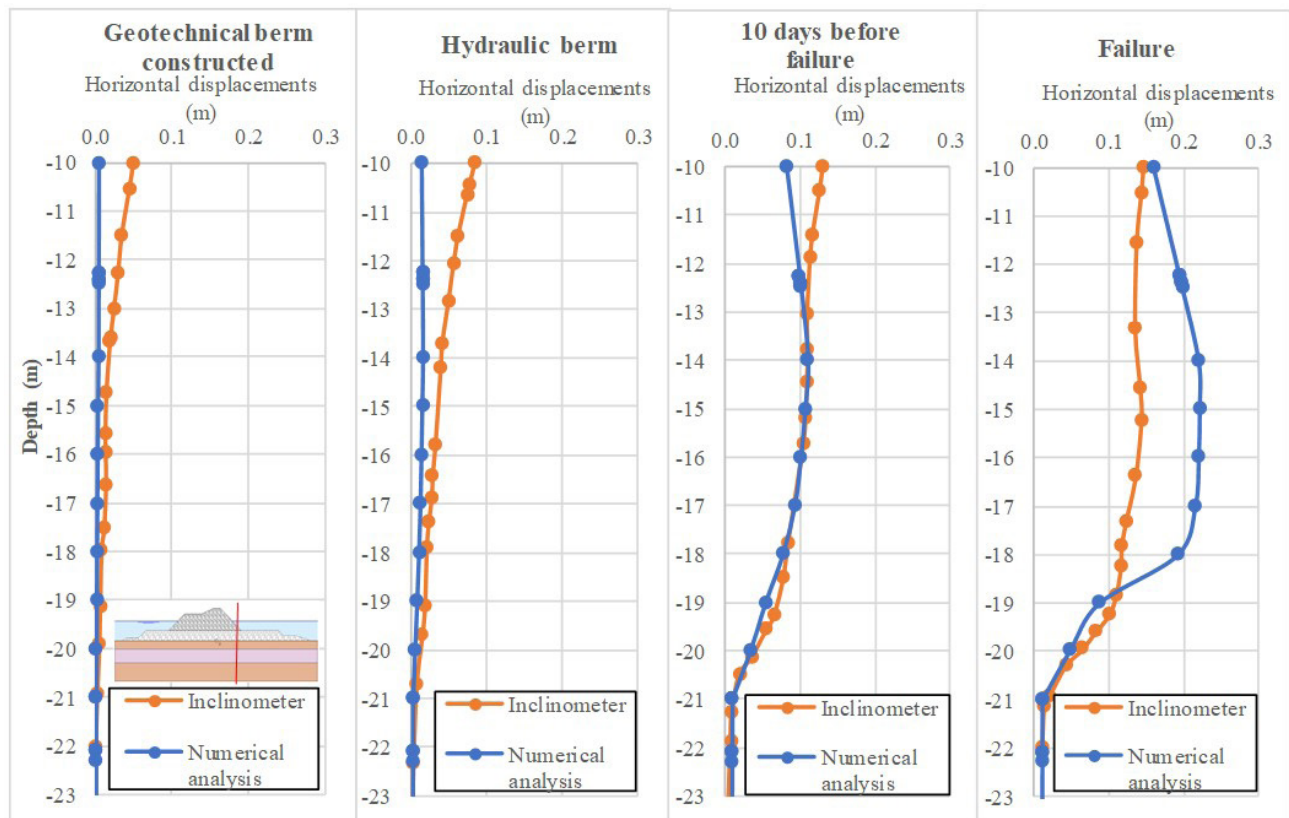 Geotechnical berm
constructed
Horizontal displacements
(m)
0.0 0.1 0.2 0.3
-10
-11
-12
-13
-14
-15
-16
-17
-18
-19
-20
-21
-22
-23
Depth (m)
Inclinometer
Numerical
analysis
Hydraulic berm
Horizontal displacements
(m)
0.0 0.1 0.2 0.3
-10
-11
-12
-13
-14
-15
-16
-17
-18
-19
-20
-21
-22
-23
Inclinometer
Numerical
analysis
10 days before
failure
Horizontal displacements
(m)
0.0 0.1 0.2 0.3
-10
-11
-12
-13
-14
-15
-16
-17
-18
-19
-20
-21
-22
-23
Inclinometer
Numerical
analysis
Failure
Horizontal displacements
(m)
0.0 0.1 0.2 0.3
-10
-11
-12
-13
-14
-15
-16
-17
-18
-19
-20
-21
-22
-23
Inclinometer
Numerical
analysis